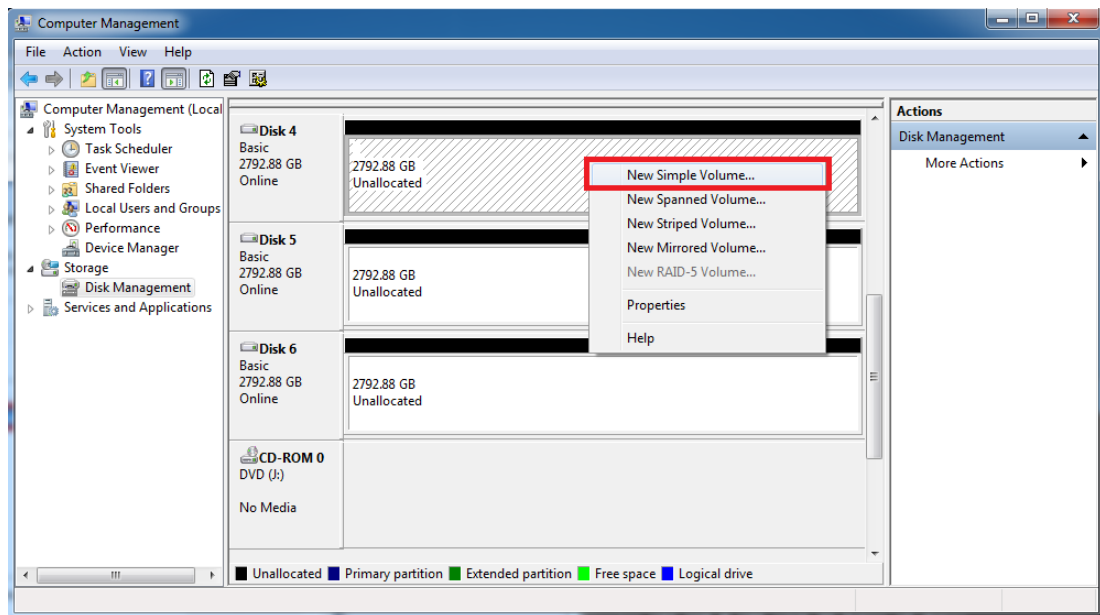 Computer Management
File Action View Help
Computer Management (Local
System Tools
Task Scheduler
Event Viewer
Shared Folders
Local Users and Groups
Performance
Device Manager
Storage
Disk Management
Services and Applications
Disk 4
Basic
2792.88 GB
Online
2792.88 GB
Unallocated
Disk 5
Basic
2792.88 GB
Online
2792.88 GB
Unallocated
Disk 6
Basic
2792.88 GB
Online
2792.88 GB
Unallocated
CD-ROM 0
DVD (J:)
No Media
New Simple Volume...
New Spanned Volume...
New Striped Volume...
New Mirrored Volume...
New RAID-5 Volume...
Properties
Help
Unallocated Primary partition Extended partition Free space Logical drive
Actions
Disk Management
More Actions